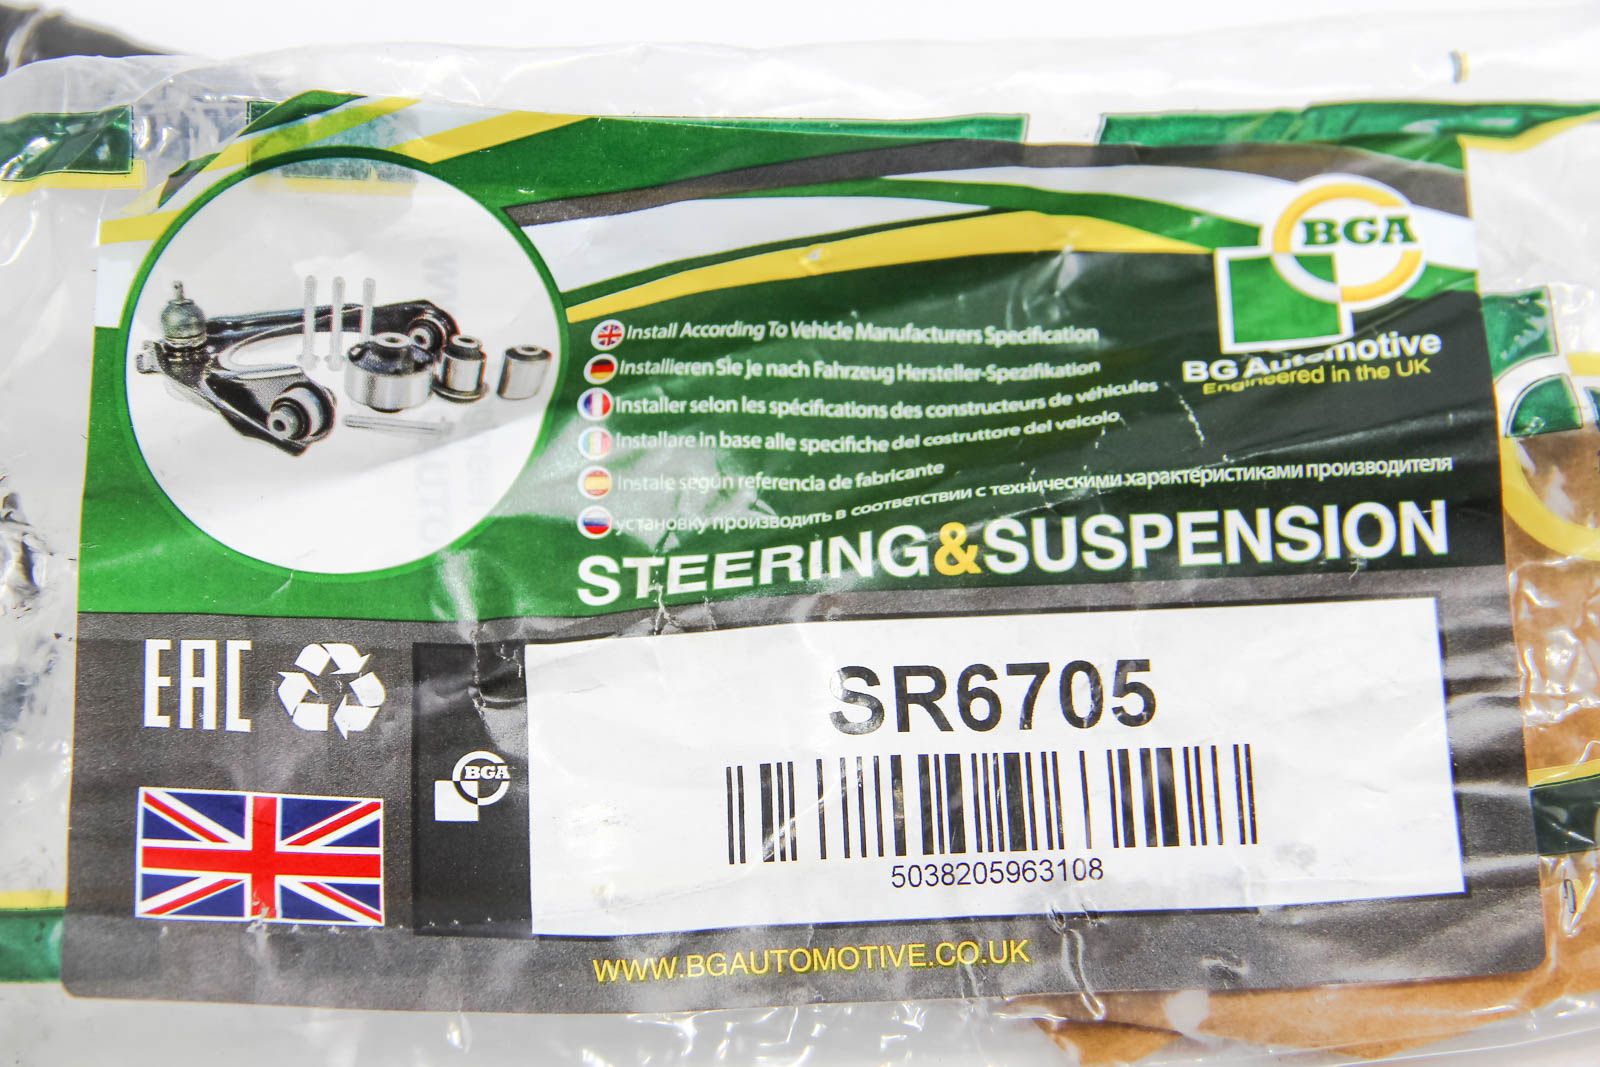 BGA
BG Automotive
Engineered in the UK
Install According To Vehicle Manufacturers Specification
Installieren Sie je nach Fahrzeug Hersteller-Spezifikation
Installer selon les spécifications des constructeurs de véhicules
Installare in base alle specifiche del costruttore del veicolo
Instale según referencia de fabricante
установку производить в соответствии с техническими характеристиками производителя
STEERING&SUSPENSION
EAC
SR6705
BGA
5038205963108
WWW.BGAUTOMOTIVE.CO.UK